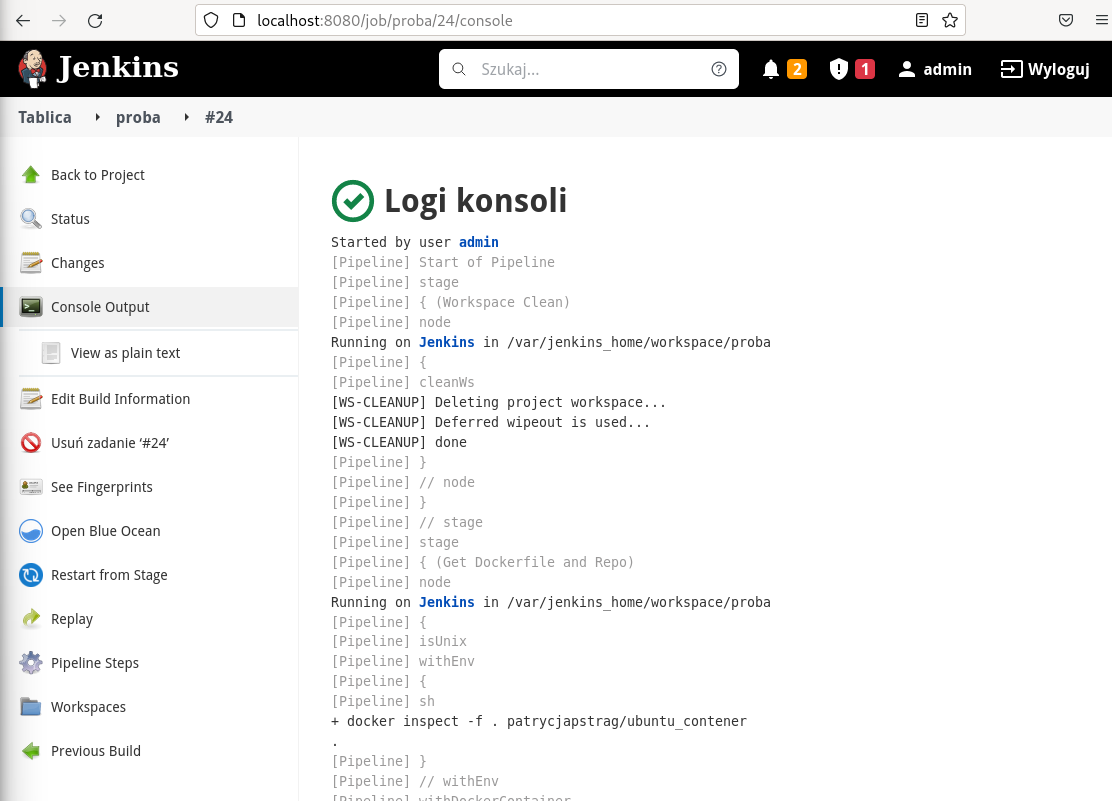 localhost:8080/job/proba/24/console
Jenkins
Szukaj...
2
1
admin
Wyloguj
Tablica
proba
#24
Back to Project
Status
Changes
Console Output
View as plain text
Edit Build Information
Usuń zadanie ‘#24’
See Fingerprints
Open Blue Ocean
Restart from Stage
Replay
Pipeline Steps
Workspaces
Previous Build
Logi konsoli
Started by user admin
[Pipeline] Start of Pipeline
[Pipeline] stage
[Pipeline] { (Workspace Clean)
[Pipeline] node
Running on Jenkins in /var/jenkins_home/workspace/proba
[Pipeline] {
[Pipeline] cleanWs
[WS-CLEANUP] Deleting project workspace...
[WS-CLEANUP] Deferred wipeout is used...
[WS-CLEANUP] done
[Pipeline] }
[Pipeline] // node
[Pipeline] }
[Pipeline] // stage
[Pipeline] stage
[Pipeline] { (Get Dockerfile and Repo)
[Pipeline] node
Running on Jenkins in /var/jenkins_home/workspace/proba
[Pipeline] {
[Pipeline] isUnix
[Pipeline] withEnv
[Pipeline] {
[Pipeline] sh
+ docker inspect -f . patrycjapstrag/ubuntu_contener
.
[Pipeline] }
[Pipeline] // withEnv
[Pipeline] withDockerContainer